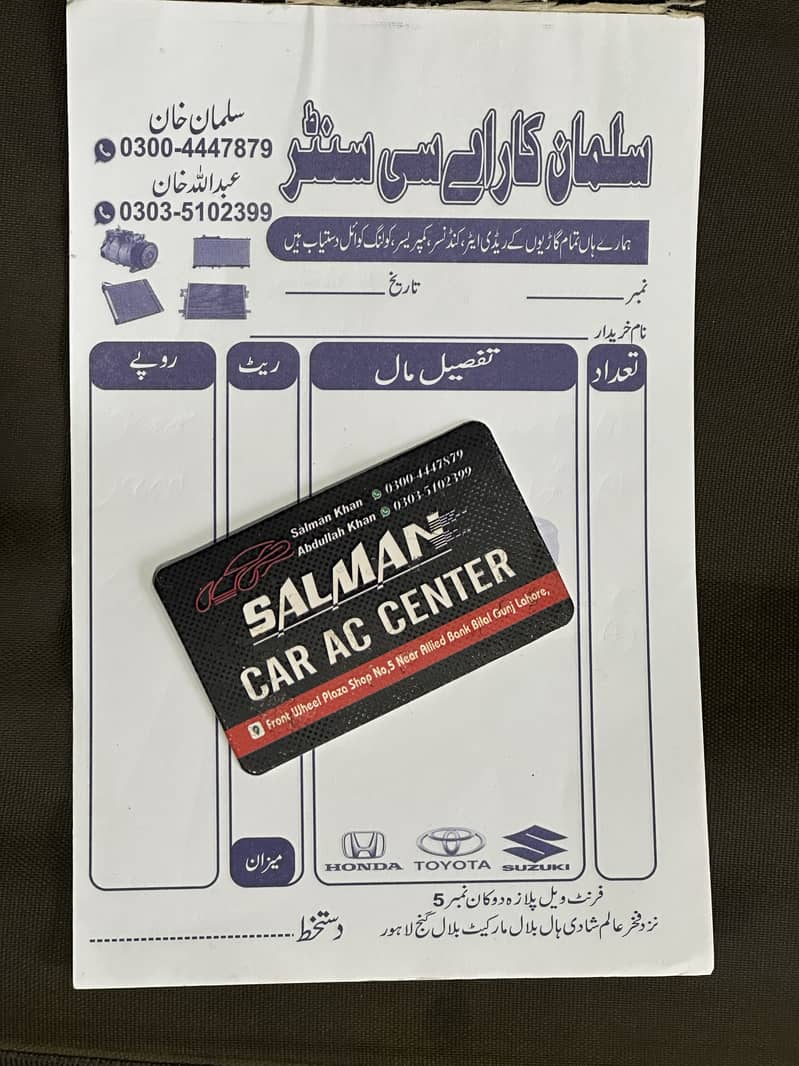 سلمان کار اے سی سنٹر
سلمان خان
0300-4447879
عبداللہ خان
0303-5102399
ہمارے ہاں تمام گاڑیوں کے ریڈی ایٹر، کنڈنسر، کمپریسر، کولنگ کوائل دستیاب ہیں
نمبر ــــــ تاریخ ــــــ
نام خریدار
تعداد تفصیل مال ریٹ روپے
Salman Khan 0300-4447879
Abdullah Khan 0303-5102399
SALMAN
CAR AC CENTER
Front Wheel Plaza Shop No,5 Near Allied Bank Bilal Gunj Lahore,
میزان
HONDA TOYOTA SUZUKI
فرنٹ ویل پلازہ دوکان نمبر 5
نزد فخر عالم شادی ہال بلال مارکیٹ بلال گنج لاہور
دستخط